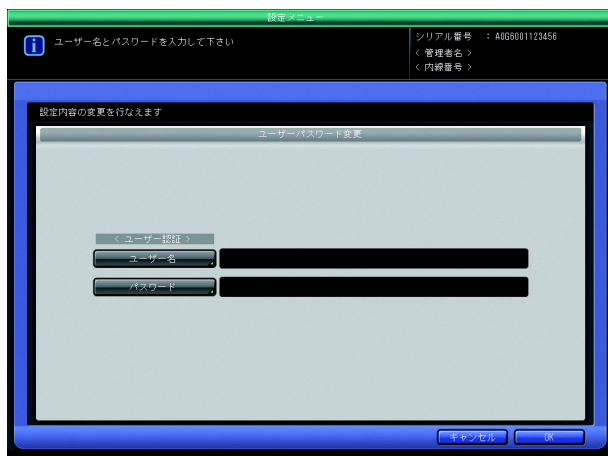 設定メニュー
ユーザー名とパスワードを入力して下さい
シリアル番号 : A0G6001123456
< 管理者名 >
< 内線番号 >
設定内容の変更を行なえます
ユーザーパスワード変更
< ユーザー認証 >
ユーザー名
パスワード
キャンセル OK